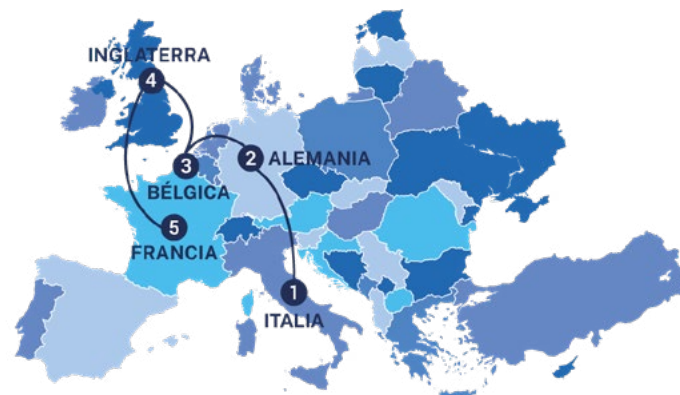 INGLATERRA
4
2 ALEMANIA
3
BÉLGICA
5
FRANCIA
1
ITALIA